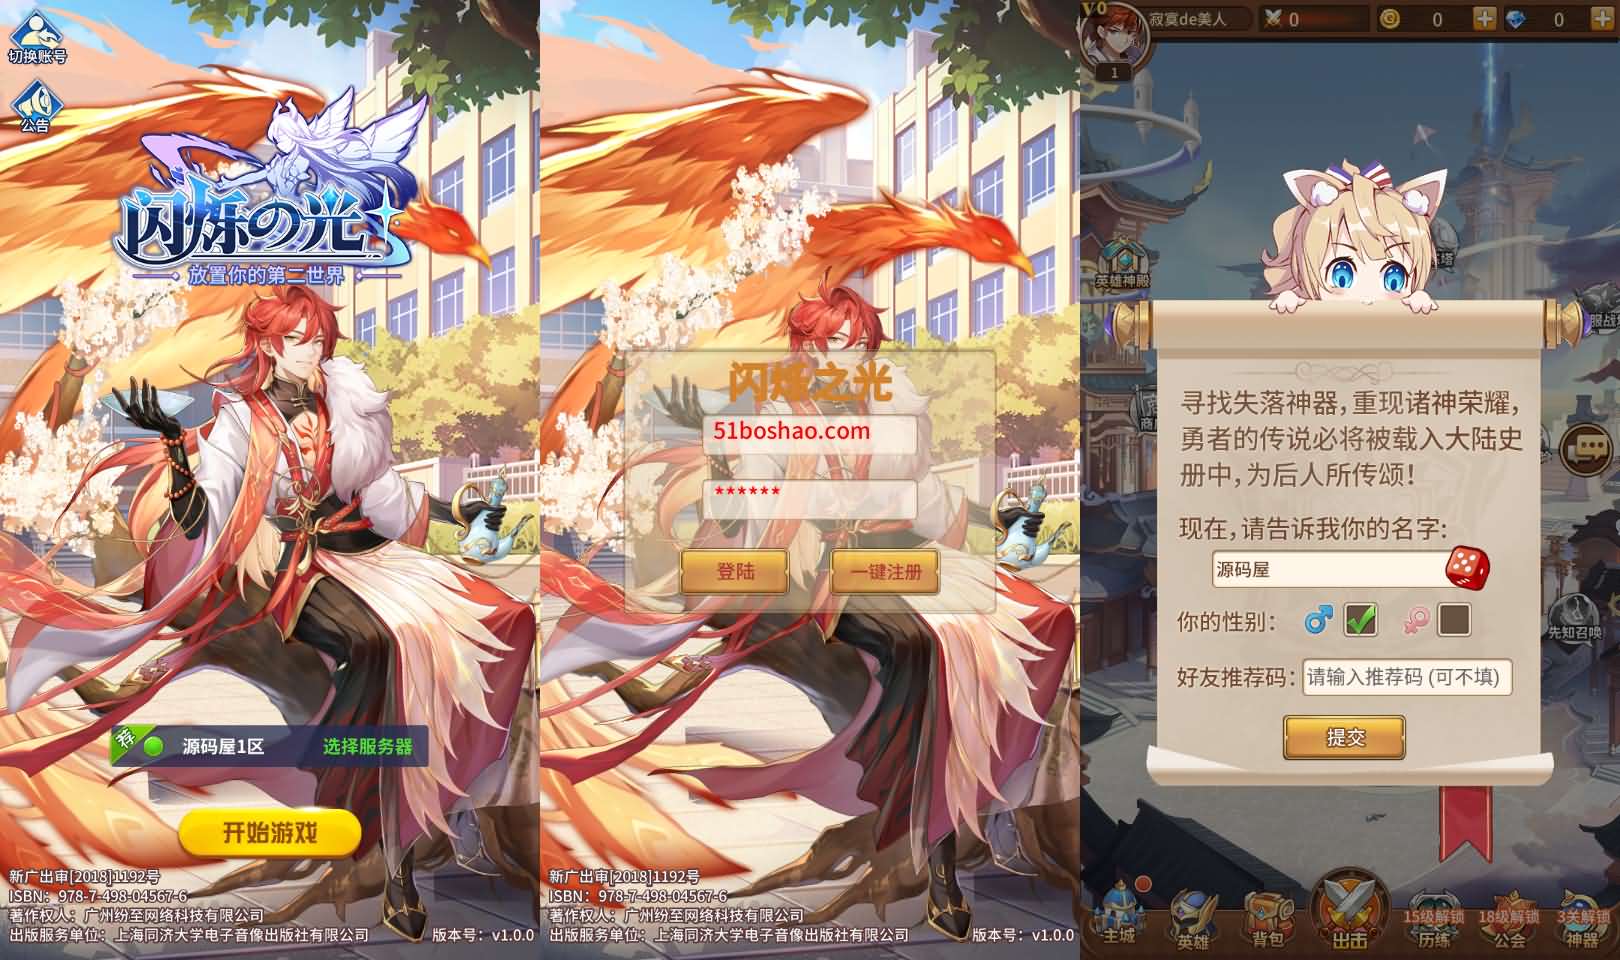 切换账号
公告
闪烁の光
放置你的第二世界
荐
源码屋1区
选择服务器
开始游戏
新广出审[2018]1192号
ISBN：978-7-498-04567-6
著作权人：广州纷至网络科技有限公司
出版服务单位：上海同济大学电子音像出版社有限公司
版本号：v1.0.0
闪烁之光
51boshao.com
******
登陆
一键注册
新广出审[2018]1192号
ISBN：978-7-498-04567-6
著作权人：广州纷至网络科技有限公司
出版服务单位：上海同济大学电子音像出版社有限公司
版本号：v1.0.0
V0
寂寞de美人
0
0
0
1
英雄神殿
寻找失落神器，重现诸神荣耀，
勇者的传说必将被载入大陆史
册中，为后人所传颂！
现在，请告诉我你的名字：
源码屋
你的性别：
先知召唤
好友推荐码：
请输入推荐码 (可不填)
提交
15级解锁
18级解锁
3关解锁
主城
英雄
背包
出击
历练
公会
神器